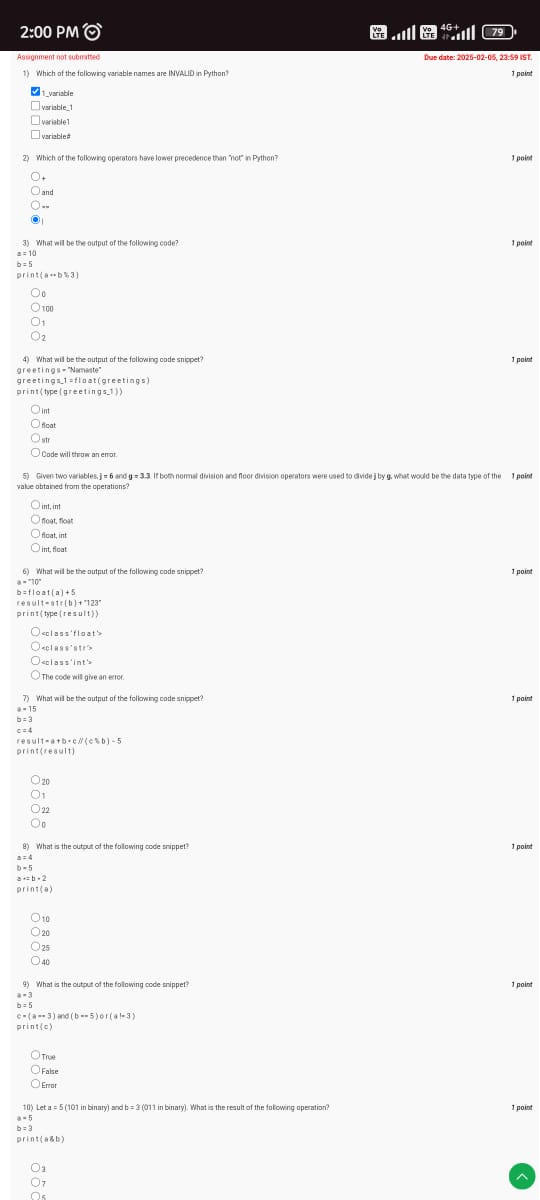 2:00 PM
Vo LTE
Vo LTE
4G+
79
Assignment not submitted
Due date: 2025-02-05, 23:59 IST.
1) Which of the following variable names are INVALID in Python?
1 point
1_variable
variable_1
variable1
variable#
2) Which of the following operators have lower precedence than "not" in Python?
1 point
+
and
==
|
3) What will be the output of the following code?
1 point
a = 10
b = 5
print(a ** b % 3)
0
100
1
2
4) What will be the output of the following code snippet?
1 point
greetings = "Namaste"
greetings_1 = float(greetings)
print(type(greetings_1))
int
float
str
Code will throw an error.
5) Given two variables, j = 6 and g = 3.3. If both normal division and floor division operators were used to divide j by g, what would be the data type of the
1 point
value obtained from the operations?
int, int
float, float
float, int
int, float
6) What will be the output of the following code snippet?
1 point
a = "10"
b = float(a) + 5
result = str(b) + "123"
print(type(result))
<class 'float'>
<class 'str'>
<class 'int'>
The code will give an error.
7) What will be the output of the following code snippet?
1 point
a = 15
b = 3
c = 4
result = a + b * c // (c % b) - 5
print(result)
20
1
22
0
8) What is the output of the following code snippet?
1 point
a = 4
b = 5
a *= b * 2
print(a)
10
20
25
40
9) What is the output of the following code snippet?
1 point
a = 3
b = 5
c = (a == 3) and (b == 5) or (a != 3)
print(c)
True
False
Error
10) Let a = 5 (101 in binary) and b = 3 (011 in binary). What is the result of the following operation?
1 point
a = 5
b = 3
print(a & b)
3
7
5